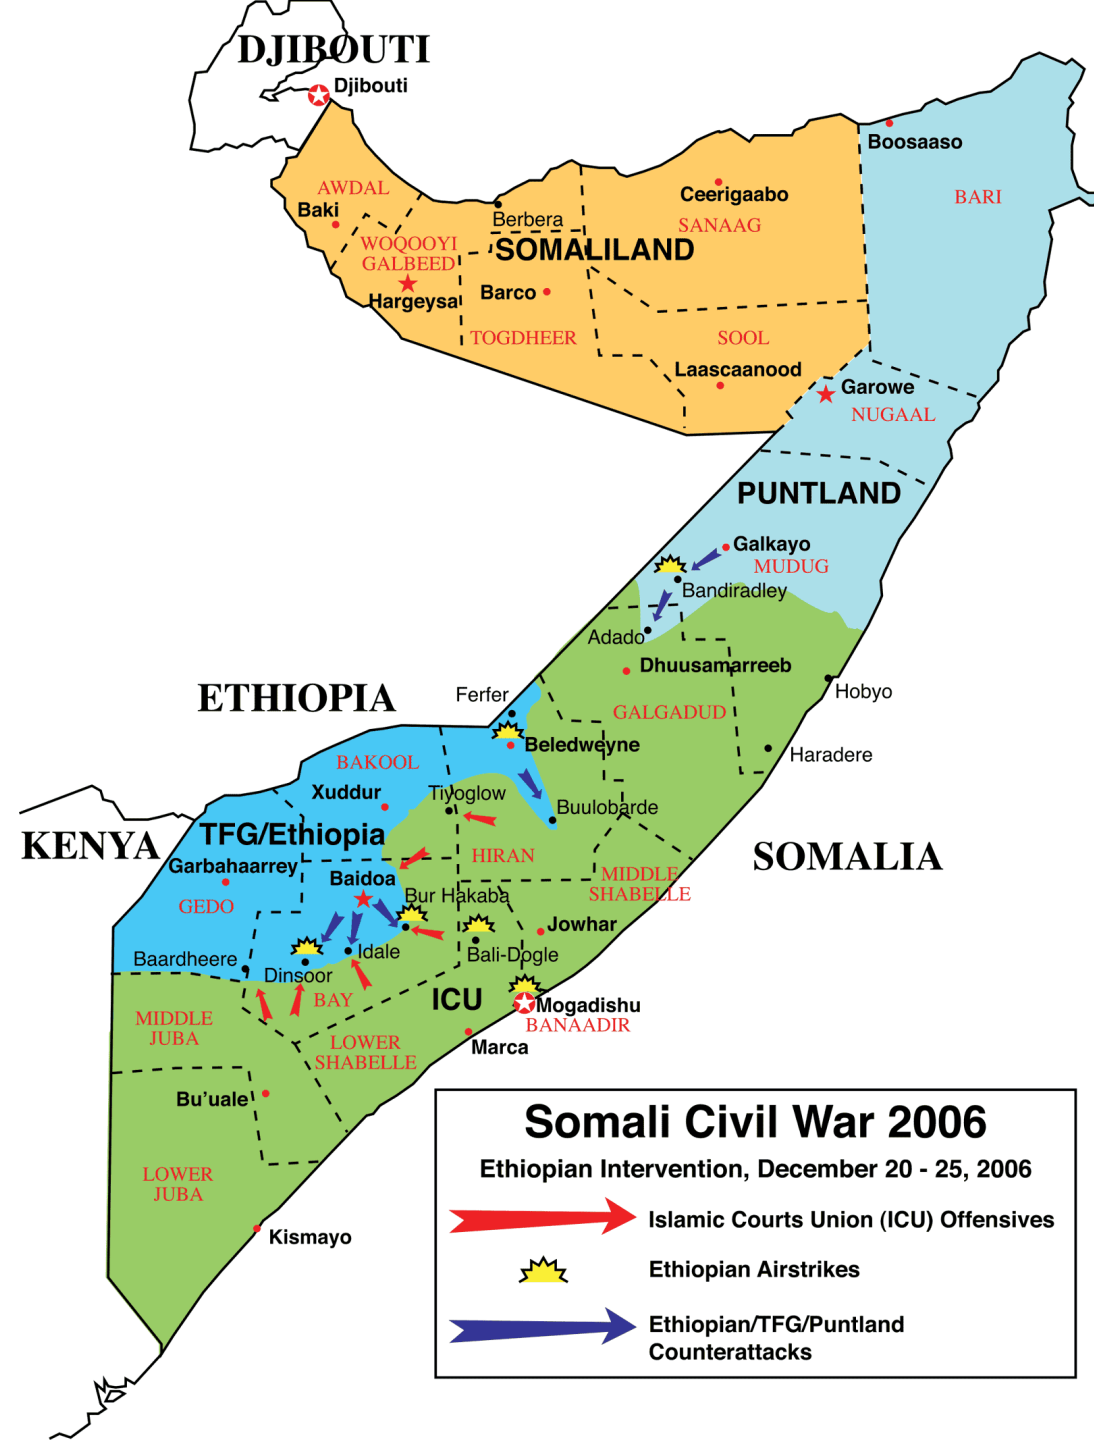 DJIBOUTI
Djibouti
Boosaaso
AWDAL
Ceerigaabo
BARI
Baki
Berbera
SANAAG
WOQOOYI
GALBEED
SOMALILAND
Hargeysa
Barco
TOGDHEER
SOOL
Laascaanood
Garowe
NUGAAL
PUNTLAND
Galkayo
MUDUG
Bandiradley
Adado
Dhuusamarreeb
ETHIOPIA
Ferfer
Hobyo
GALGADUD
Beledweyne
Haradere
BAKOOL
Xuddur
Tiyoglow
Buulobarde
TFG/Ethiopia
KENYA
HIRAN
SOMALIA
Garbahaarrey
Baidoa
MIDDLE
SHABELLE
GEDO
Bur Hakaba
Jowhar
Baardheere
Idale
Bali-Dogle
Dinsoor
BAY
ICU
Mogadishu
BANAADIR
MIDDLE
JUBA
LOWER
SHABELLE
Marca
Bu'uale
LOWER
JUBA
Kismayo
Somali Civil War 2006
Ethiopian Intervention, December 20 - 25, 2006
Islamic Courts Union (ICU) Offensives
Ethiopian Airstrikes
Ethiopian/TFG/Puntland
Counterattacks